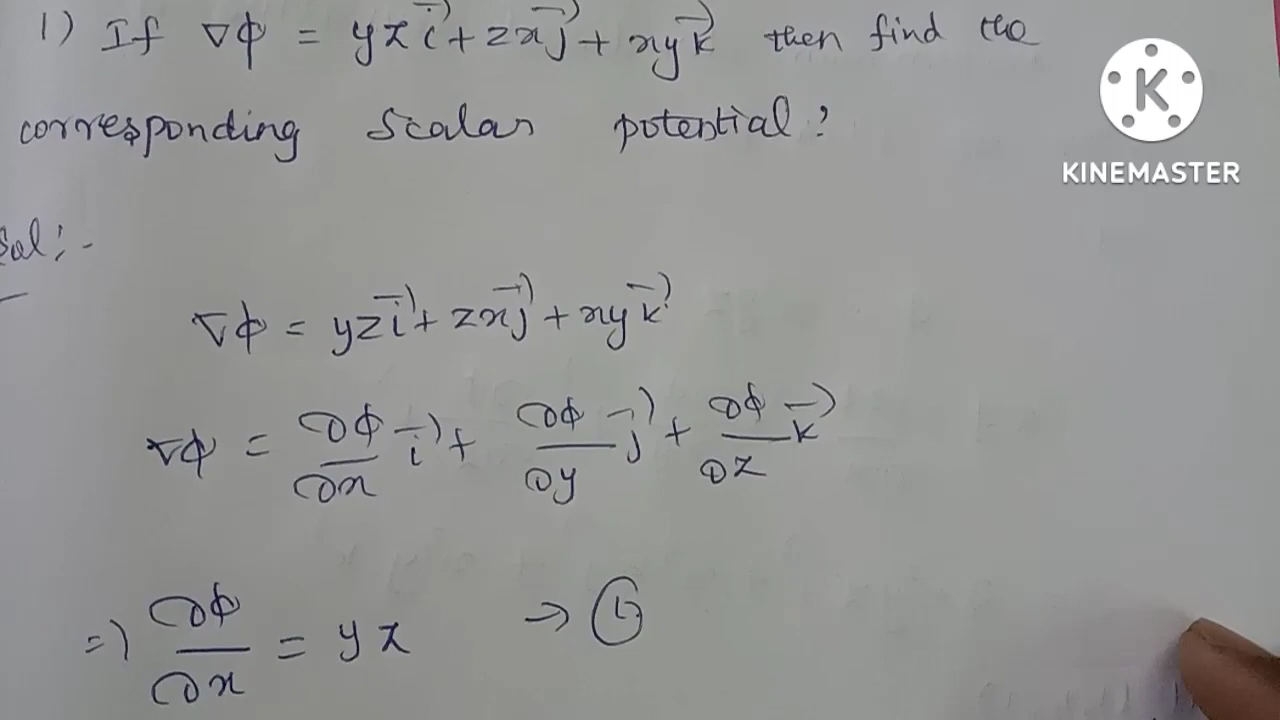 1) If ∇φ = yz i⃗ + zx j⃗ + xy k⃗ then find the
corresponding Scalar potential?
K
KINEMASTER
Sol:-
∇φ = yz i⃗ + zx j⃗ + xy k⃗
∇φ = ∂φ/∂x i⃗ + ∂φ/∂y j⃗ + ∂φ/∂z k⃗
=) ∂φ/∂x = yz → ①